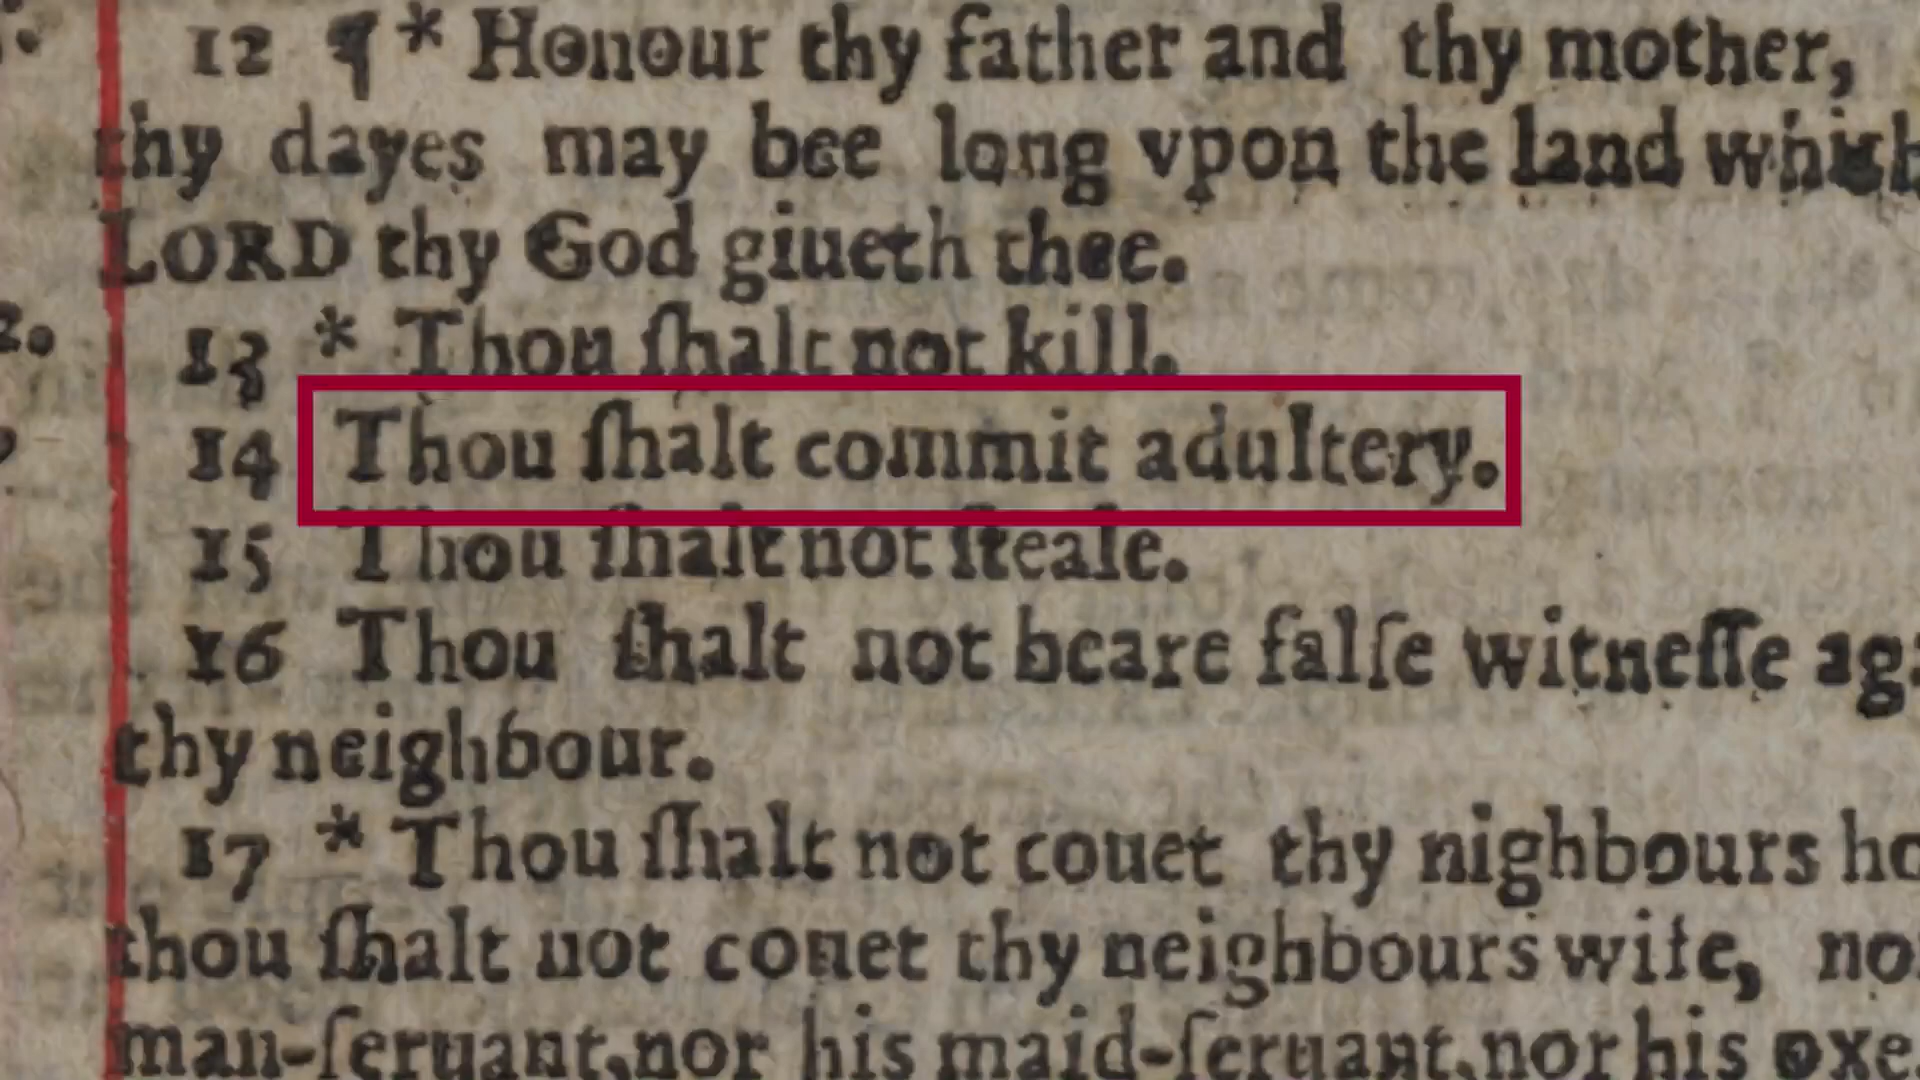 12 ¶ * Honour thy father and thy mother,
thy dayes may bee long vpon the land which
LORD thy God giueth thee.
13 * Thou ſhalt not kill.
14 Thou ſhalt commit adultery.
15 Thou ſhalt not ſteale.
16 Thou ſhalt not beare falſe witneſſe aga
thy neighbour.
17 * Thou ſhalt not couet thy nighbours ho
thou ſhalt not couet thy neighbours wife, no
man-ſeruant, nor his maid-ſeruant, nor his oxe